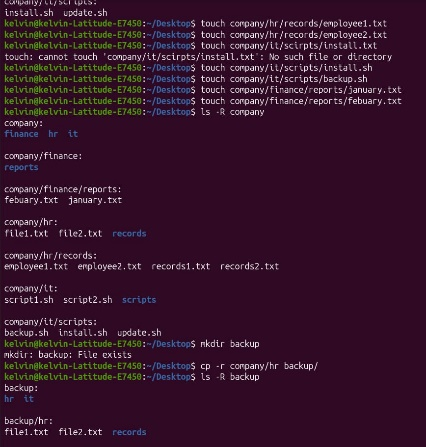 company/it/scripts:
install.sh  update.sh
kelvin@kelvin-Latitude-E7450:~/Desktop$ touch company/hr/records/employee1.txt
kelvin@kelvin-Latitude-E7450:~/Desktop$ touch company/hr/records/employee2.txt
kelvin@kelvin-Latitude-E7450:~/Desktop$ touch company/it/scirpts/install.txt
touch: cannot touch 'company/it/scirpts/install.txt': No such file or directory
kelvin@kelvin-Latitude-E7450:~/Desktop$ touch company/it/scripts/install.sh
kelvin@kelvin-Latitude-E7450:~/Desktop$ touch company/it/scripts/backup.sh
kelvin@kelvin-Latitude-E7450:~/Desktop$ touch company/finance/reports/january.txt
kelvin@kelvin-Latitude-E7450:~/Desktop$ touch company/finance/reports/febuary.txt
kelvin@kelvin-Latitude-E7450:~/Desktop$ ls -R company
company:
finance  hr  it
company/finance:
reports
company/finance/reports:
febuary.txt  january.txt
company/hr:
file1.txt  file2.txt  records
company/hr/records:
employee1.txt  employee2.txt  records1.txt  records2.txt
company/it:
script1.sh  script2.sh  scripts
company/it/scripts:
backup.sh  install.sh  update.sh
kelvin@kelvin-Latitude-E7450:~/Desktop$ mkdir backup
mkdir: backup: File exists
kelvin@kelvin-Latitude-E7450:~/Desktop$ cp -r company/hr backup/
kelvin@kelvin-Latitude-E7450:~/Desktop$ ls -R backup
backup:
hr  it
backup/hr:
file1.txt  file2.txt  records